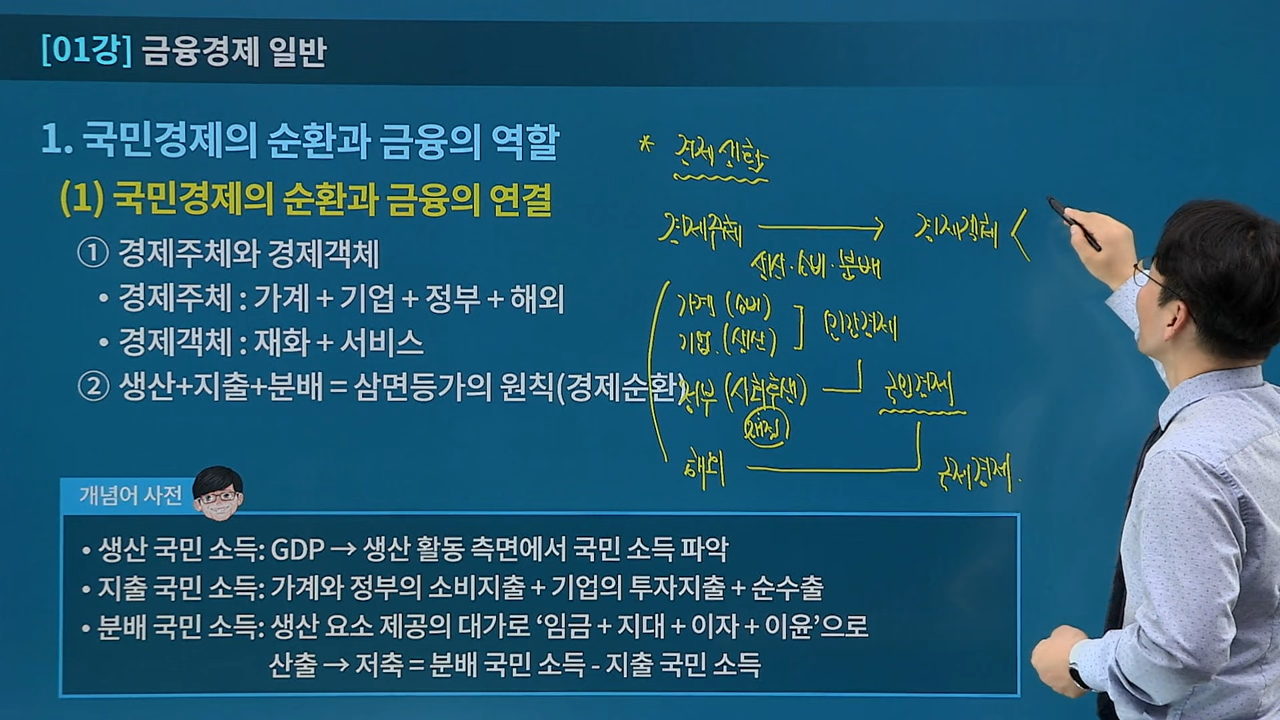 [01강] 금융경제 일반
1. 국민경제의 순환과 금융의 역할
(1) 국민경제의 순환과 금융의 연결
① 경제주체와 경제객체
• 경제주체 : 가계 + 기업 + 정부 + 해외
• 경제객체 : 재화 + 서비스
② 생산+지출+분배 = 삼면등가의 원칙(경제순환)
* 경제생활
경제주체 → 경제객체 <
생산·소비·분배
가계 (소비)
기업 (생산)
] 민간경제
정부 (사회후생) 국민경제
재정
해외 국제경제.
개념어 사전
• 생산 국민 소득: GDP → 생산 활동 측면에서 국민 소득 파악
• 지출 국민 소득: 가계와 정부의 소비지출 + 기업의 투자지출 + 순수출
• 분배 국민 소득: 생산 요소 제공의 대가로 ‘임금 + 지대 + 이자 + 이윤’으로
산출 → 저축 = 분배 국민 소득 - 지출 국민 소득